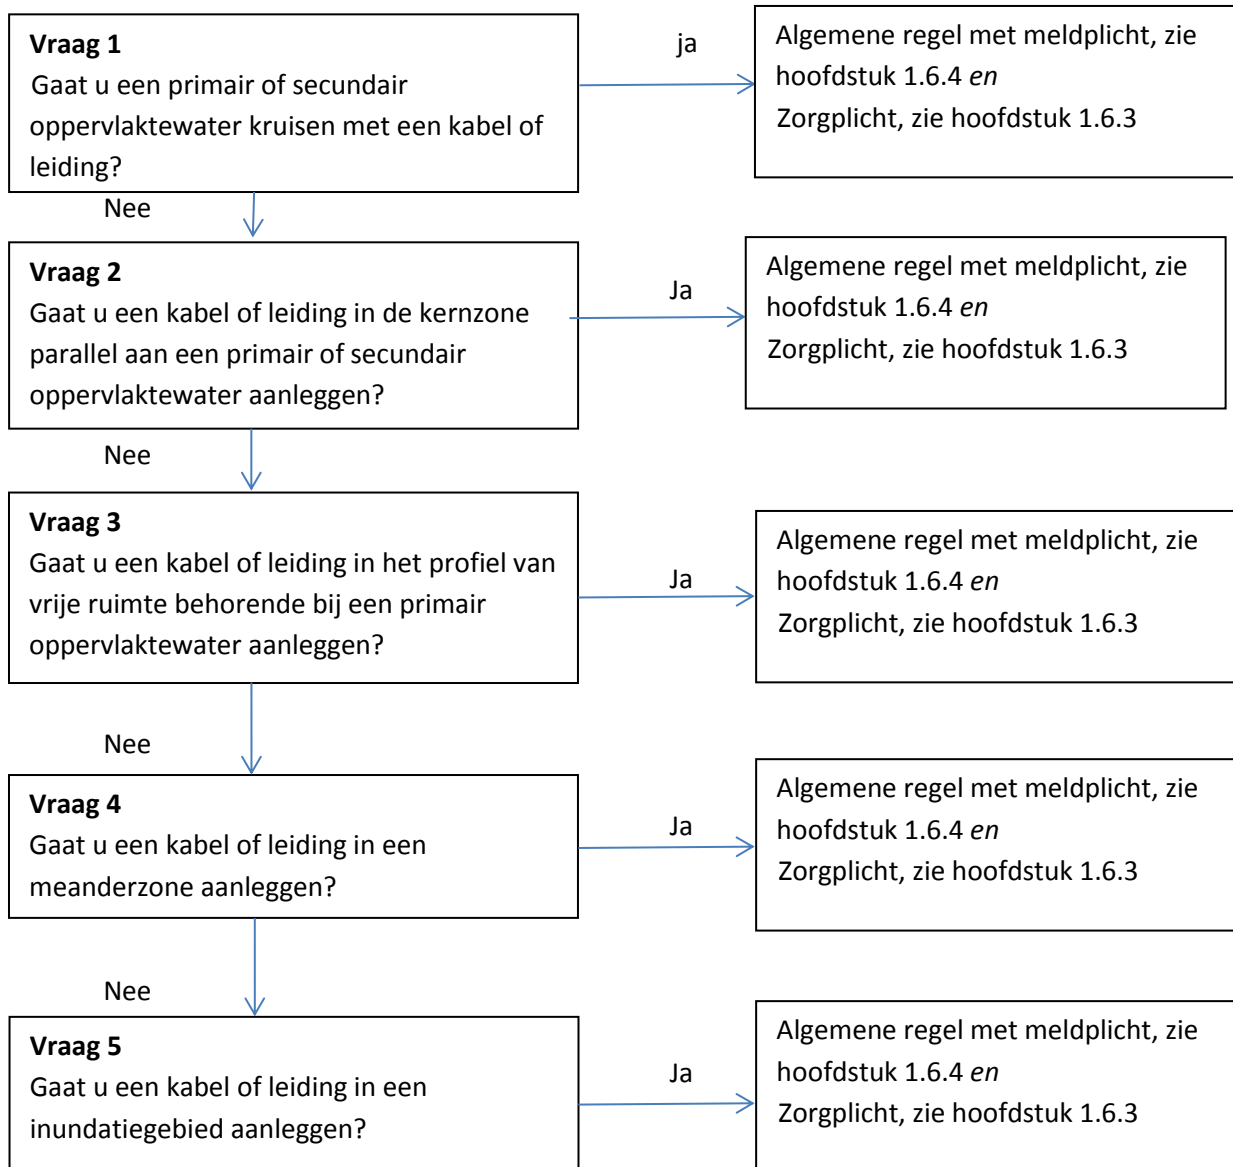 Vraag 1
Gaat u een primair of secundair
oppervlaktewater kruisen met een kabel of
leiding?
ja
Algemene regel met meldplicht, zie
hoofdstuk 1.6.4 en
Zorgplicht, zie hoofdstuk 1.6.3
Nee
Vraag 2
Gaat u een kabel of leiding in de kernzone
parallel aan een primair of secundair
oppervlaktewater aanleggen?
Ja
Algemene regel met meldplicht, zie
hoofdstuk 1.6.4 en
Zorgplicht, zie hoofdstuk 1.6.3
Nee
Vraag 3
Gaat u een kabel of leiding in het profiel van
vrije ruimte behorende bij een primair
oppervlaktewater aanleggen?
Ja
Algemene regel met meldplicht, zie
hoofdstuk 1.6.4 en
Zorgplicht, zie hoofdstuk 1.6.3
Nee
Vraag 4
Gaat u een kabel of leiding in een
meanderzone aanleggen?
Ja
Algemene regel met meldplicht, zie
hoofdstuk 1.6.4 en
Zorgplicht, zie hoofdstuk 1.6.3
Nee
Vraag 5
Gaat u een kabel of leiding in een
inundatiegebied aanleggen?
Ja
Algemene regel met meldplicht, zie
hoofdstuk 1.6.4 en
Zorgplicht, zie hoofdstuk 1.6.3